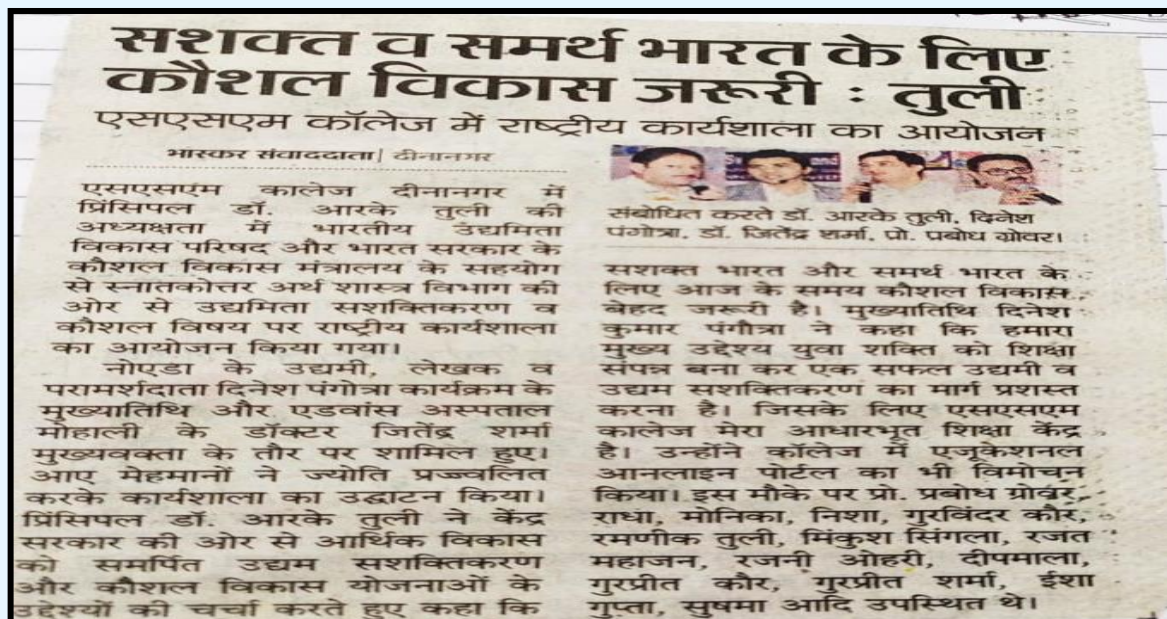 सशक्त व समर्थ भारत के लिए
कौशल विकास जरूरी : तुली
एसएसएम कॉलेज में राष्ट्रीय कार्यशाला का आयोजन
भास्कर संवाददाता| दीनानगर
एसएसएम कालेज दीनानगर में
प्रिंसिपल डॉ. आरके तुली की
अध्यक्षता में भारतीय उद्यमिता
विकास परिषद और भारत सरकार के
कौशल विकास मंत्रालय के सहयोग
से स्नातकोत्तर अर्थ शास्त्र विभाग की
ओर से उद्यमिता सशक्तिकरण व
कौशल विषय पर राष्ट्रीय कार्यशाला
का आयोजन किया गया।
नोएडा के उद्यमी, लेखक व
परामर्शदाता दिनेश पंगोत्रा कार्यक्रम के
मुख्यातिथि और एडवांस अस्पताल
मोहाली के डॉक्टर जितेंद्र शर्मा
मुख्यवक्ता के तौर पर शामिल हुए।
आए मेहमानों ने ज्योति प्रज्ज्वलित
करके कार्यशाला का उद्घाटन किया।
प्रिंसिपल डॉ. आरके तुली ने केंद्र
सरकार की ओर से आर्थिक विकास
को समर्पित उद्यम सशक्तिकरण
और कौशल विकास योजनाओं के
उद्देश्यों की चर्चा करते हुए कहा कि
संबोधित करते डॉ. आरके तुली, दिनेश
पंगोत्रा, डॉ. जितेंद्र शर्मा, प्रो. प्रबोध ग्रोवर।
सशक्त भारत और समर्थ भारत के
लिए आज के समय कौशल विकास
बेहद जरूरी है। मुख्यातिथि दिनेश
कुमार पंगौत्रा ने कहा कि हमारा
मुख्य उद्देश्य युवा शक्ति को शिक्षा
संपन्न बना कर एक सफल उद्यमी व
उद्यम सशक्तिकरण का मार्ग प्रशस्त
करना है। जिसके लिए एसएसएम
कालेज मेरा आधारभूत शिक्षा केंद्र
है। उन्होंने कॉलेज में एजूकेशनल
आनलाइन पोर्टल का भी विमोचन
किया। इस मौके पर प्रो. प्रबोध ग्रोवर,
राधा, मोनिका, निशा, गुरविंदर कौर,
रमणीक तुली, मिंकुश सिंगला, रजत
महाजन, रजनी ओहरी, दीपमाला,
गुरप्रीत कौर, गुरप्रीत शर्मा, ईशा
गुप्ता, सुषमा आदि उपस्थित थे।